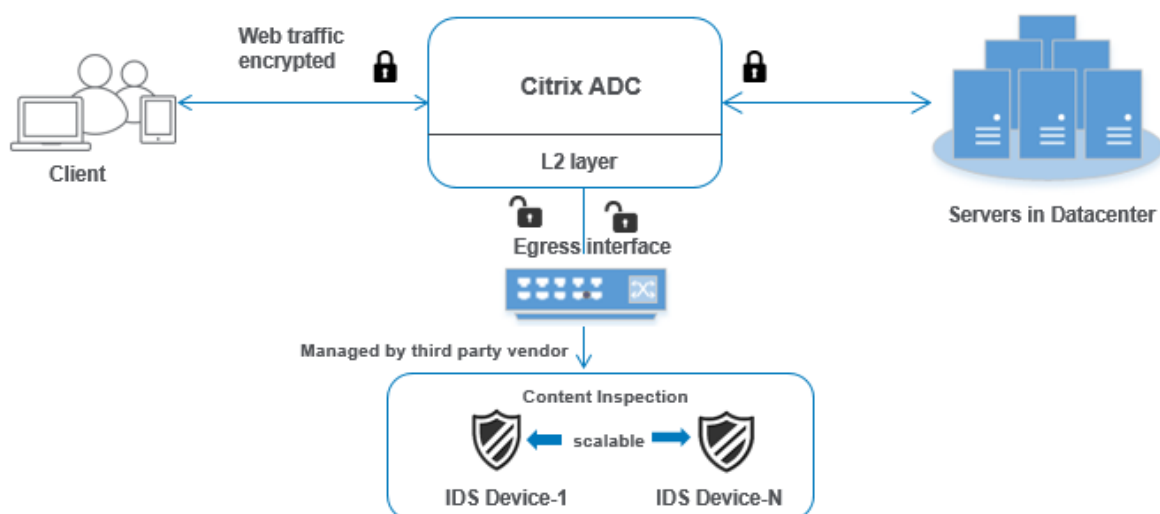 Web traffic
encrypted
Citrix ADC
L2 layer
Client
Servers in Datacenter
Egress interface
Managed by third party vendor
Content Inspection
scalable
IDS Device-1
IDS Device-N